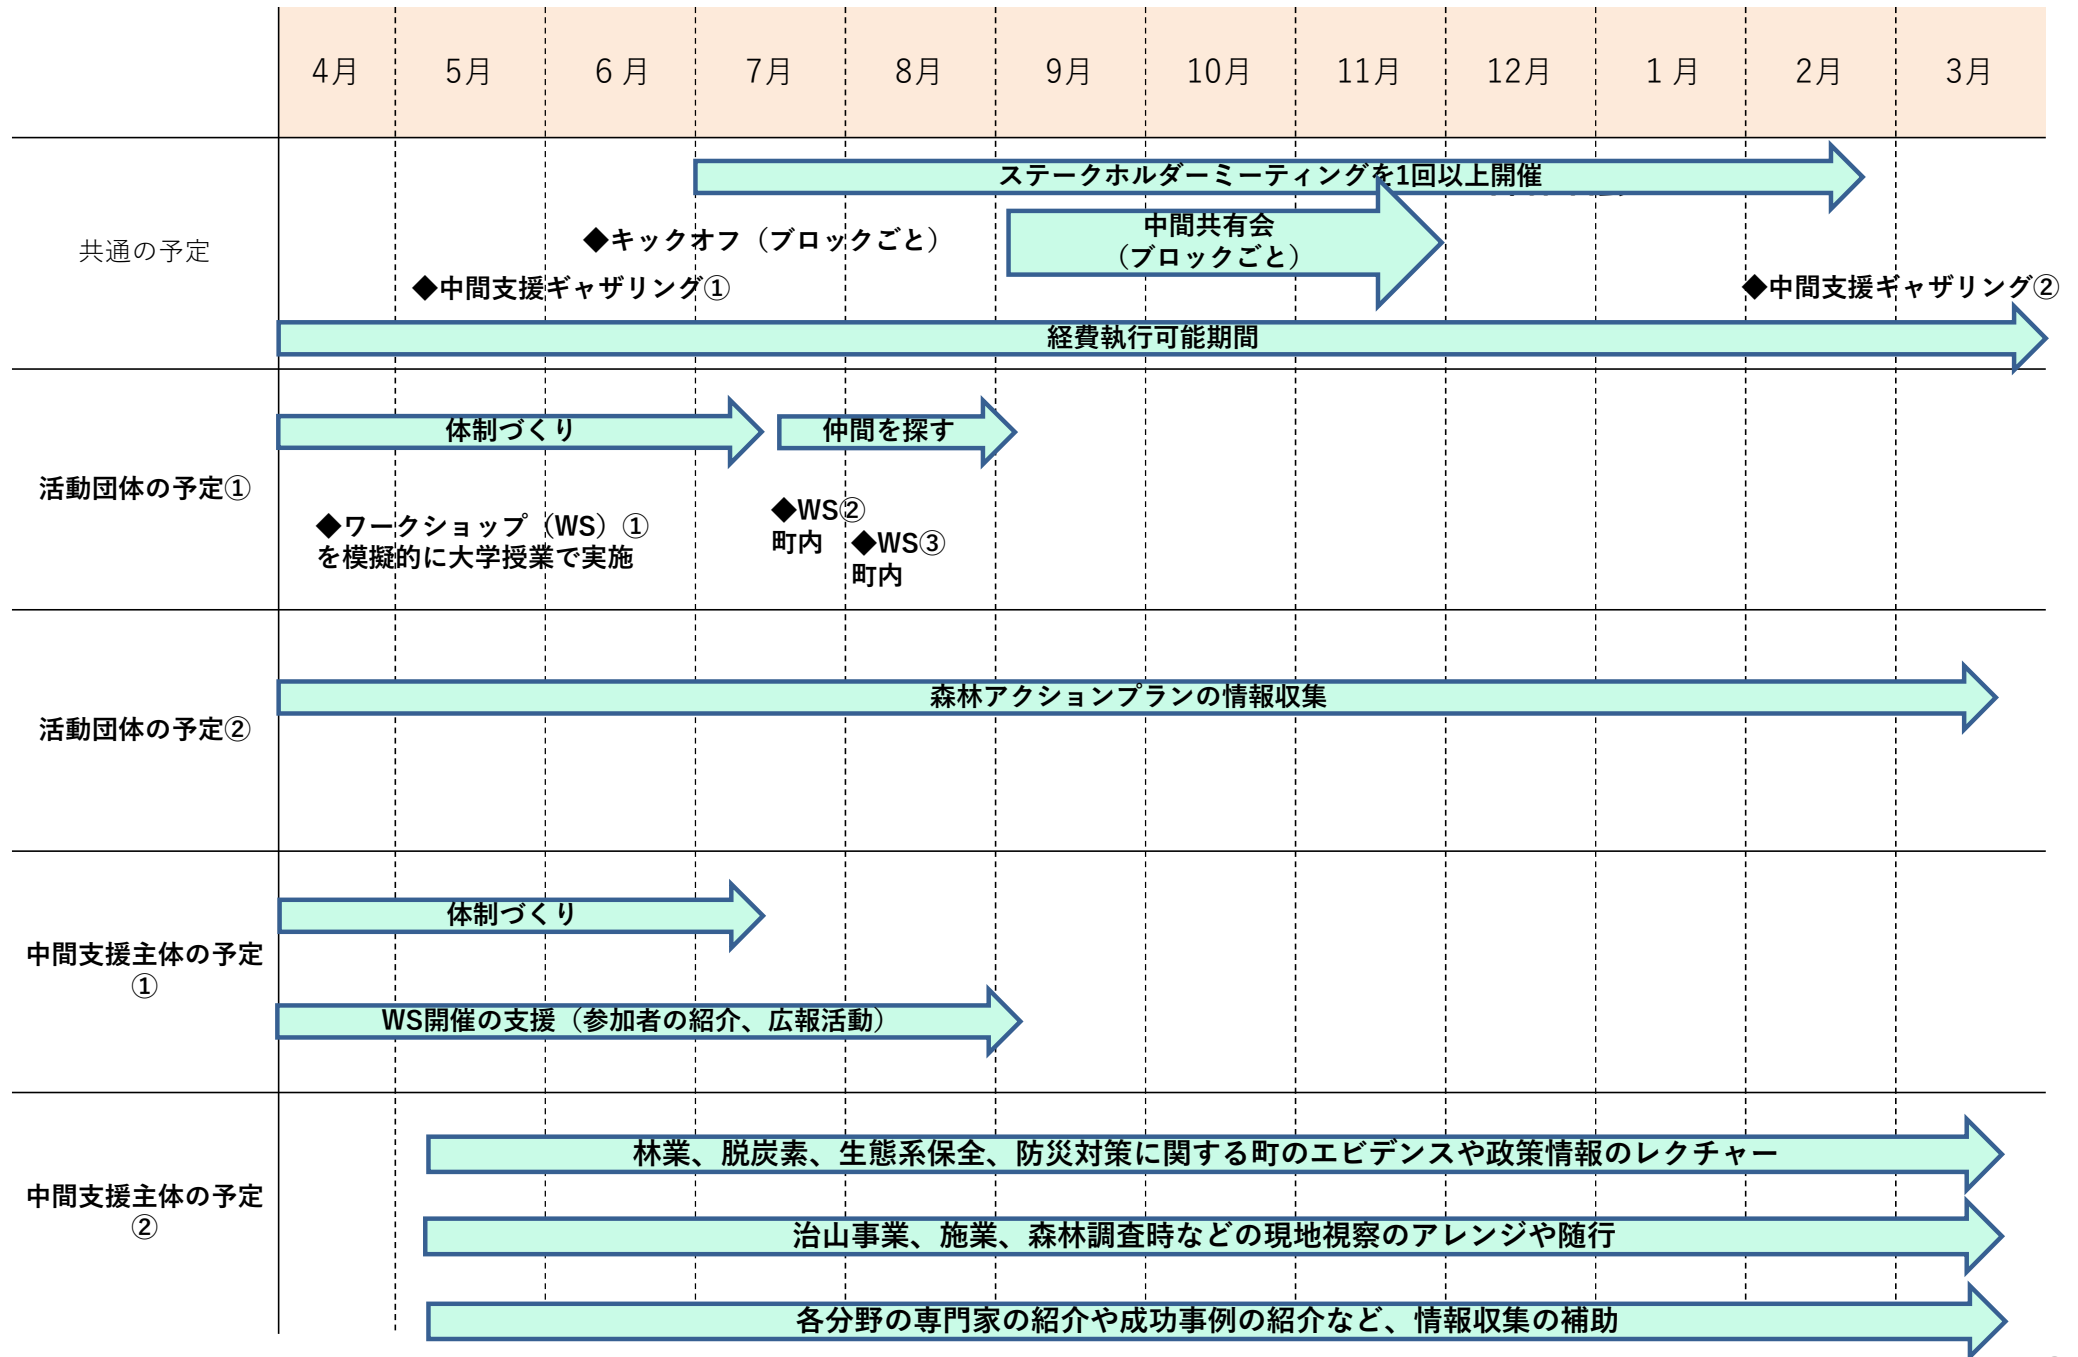 4月 5月 6月 7月 8月 9月 10月 11月 12月 1月 2月 3月
共通の予定
ステークホルダーミーティングを1回以上開催
中間共有会
（ブロックごと）
◆キックオフ（ブロックごと）
◆中間支援ギャザリング①
◆中間支援ギャザリング②
経費執行可能期間
活動団体の予定①
体制づくり
仲間を探す
◆ワークショップ（WS）①
を模擬的に大学授業で実施
◆WS②
町内
◆WS③
町内
活動団体の予定②
森林アクションプランの情報収集
中間支援主体の予定
①
体制づくり
WS開催の支援（参加者の紹介、広報活動）
中間支援主体の予定
②
林業、脱炭素、生態系保全、防災対策に関する町のエビデンスや政策情報のレクチャー
治山事業、施業、森林調査時などの現地視察のアレンジや随行
各分野の専門家の紹介や成功事例の紹介など、情報収集の補助